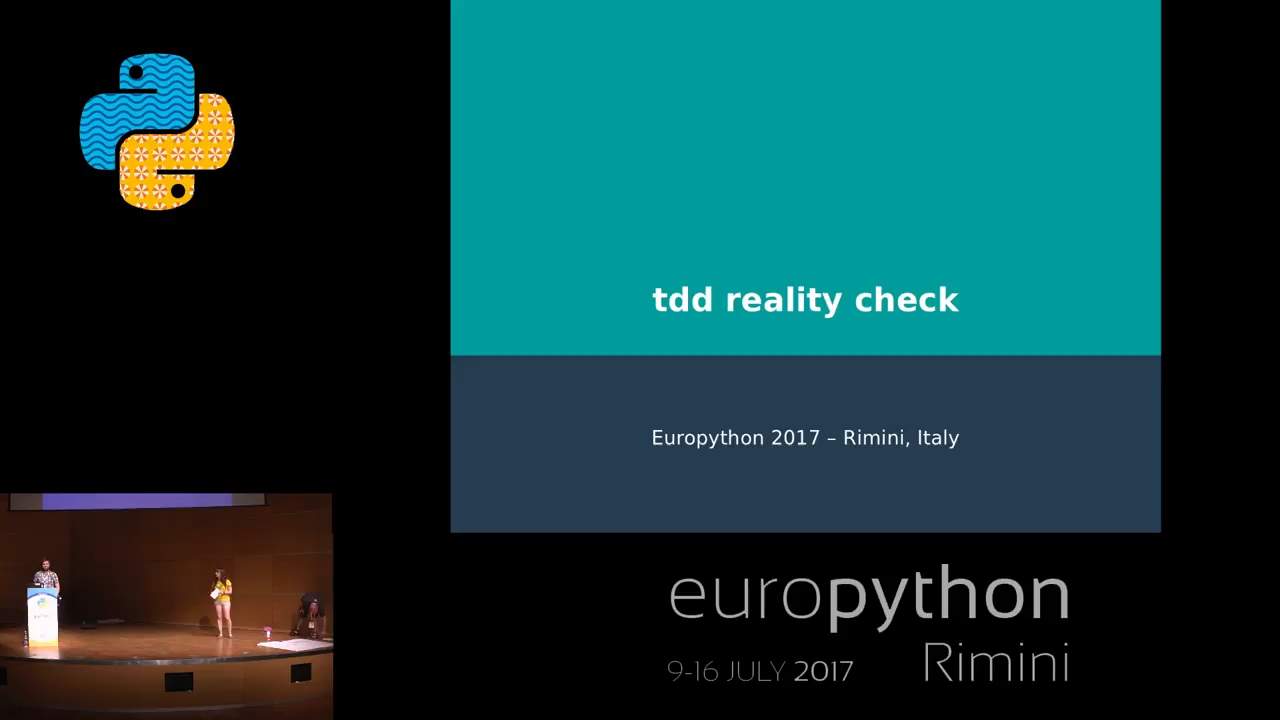 tdd reality check
Europython 2017 – Rimini, Italy
europython
9-16 JULY 2017
Rimini